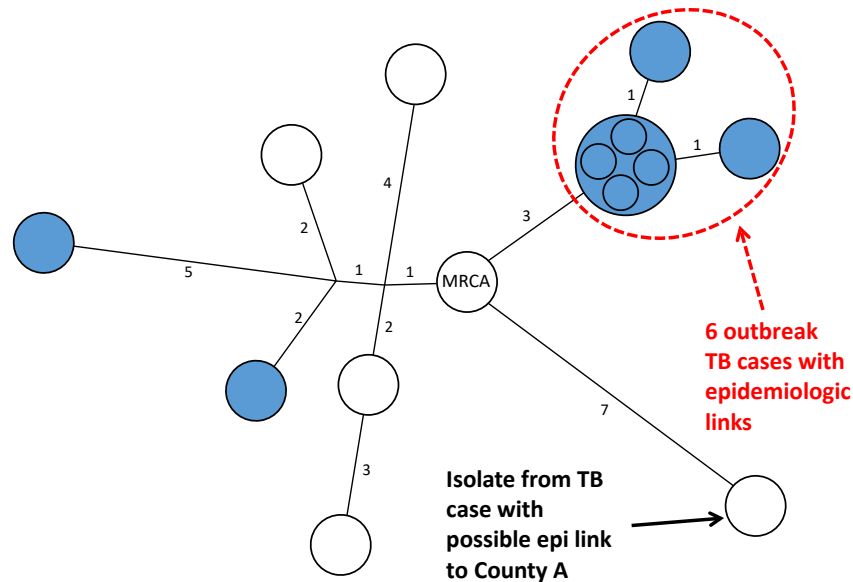 1
1
4
3
2
5
1
1
MRCA
2
2
6 outbreak
TB cases with
epidemiologic
links
7
3
Isolate from TB
case with
possible epi link
to County A